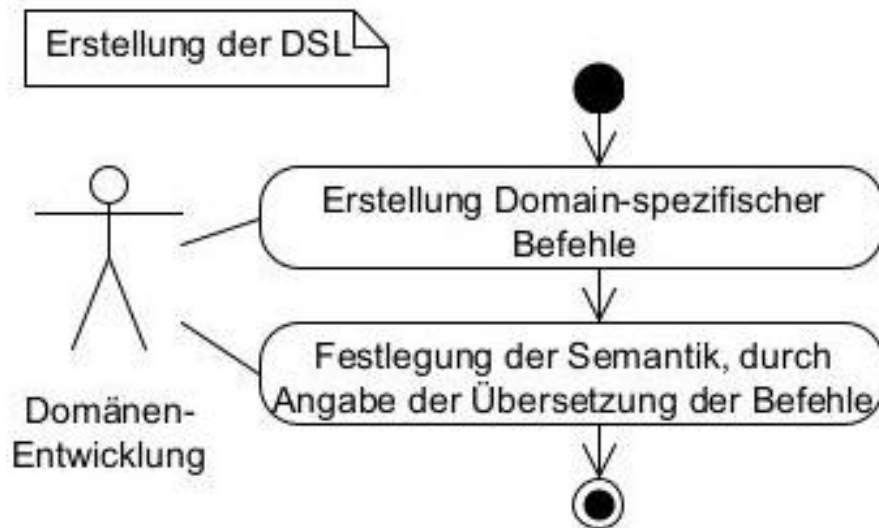 Erstellung der DSL
Erstellung Domain-spezifischer
Befehle
Festlegung der Semantik, durch
Angabe der Übersetzung der Befehle
Domänen-
Entwicklung